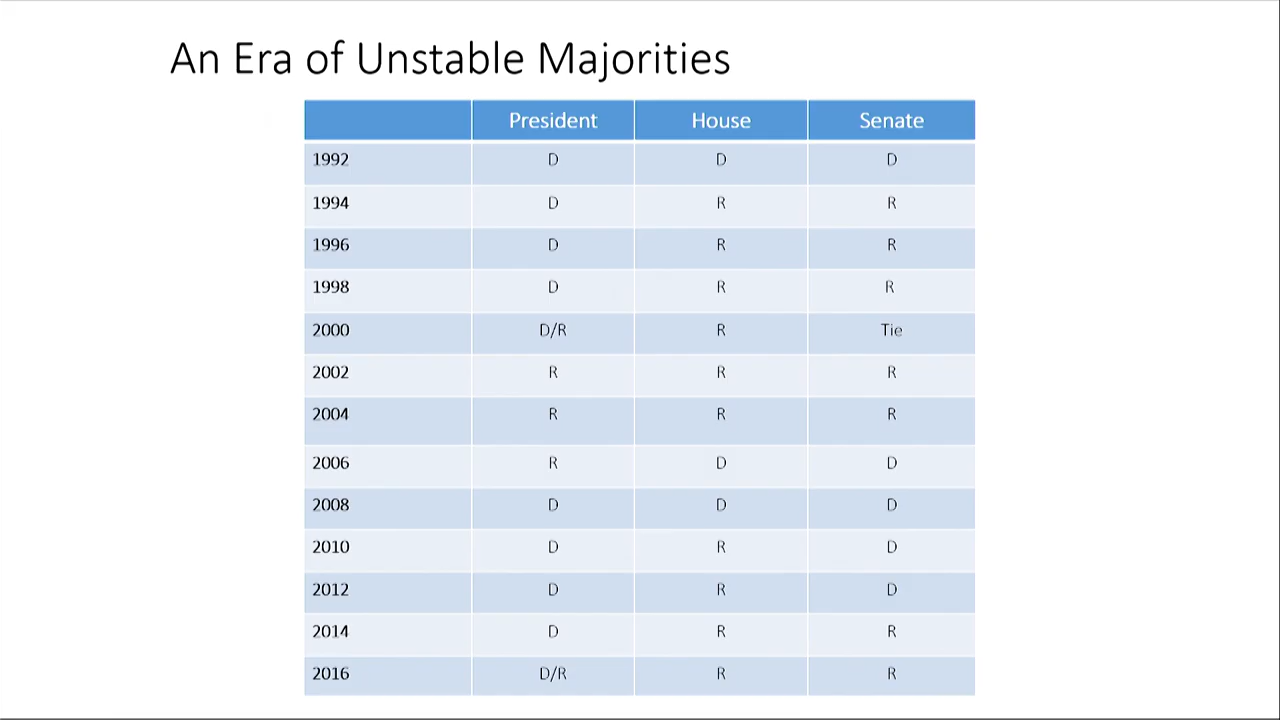 An Era of Unstable Majorities
President House Senate
1992 D D D
1994 D R R
1996 D R R
1998 D R R
2000 D/R R Tie
2002 R R R
2004 R R R
2006 R D D
2008 D D D
2010 D R D
2012 D R D
2014 D R R
2016 D/R R R